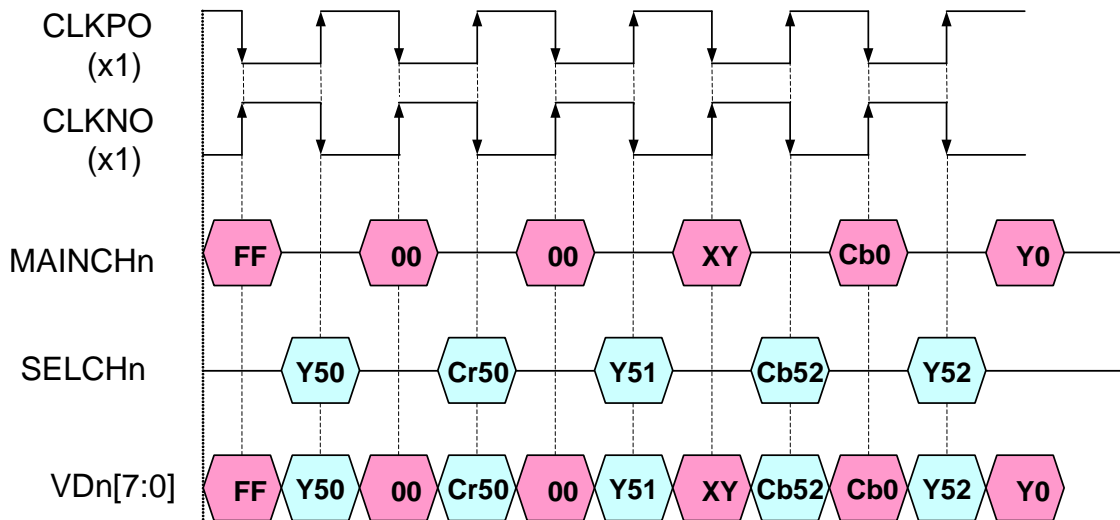 CLKPO
(x1)
CLKNO
(x1)
MAINCHn FF 00 00 XY Cb0 Y0
SELCHn Y50 Cr50 Y51 Cb52 Y52
VDn[7:0] FF Y50 00 Cr50 00 Y51 XY Cb52 Cb0 Y52 Y0